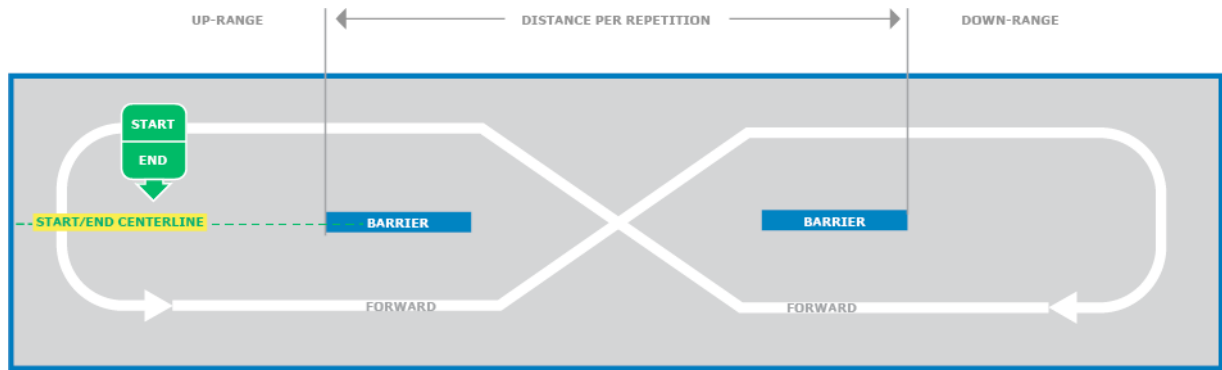 UP-RANGE
DISTANCE PER REPETITION
DOWN-RANGE
START
END
START/END CENTERLINE
BARRIER
BARRIER
FORWARD
FORWARD